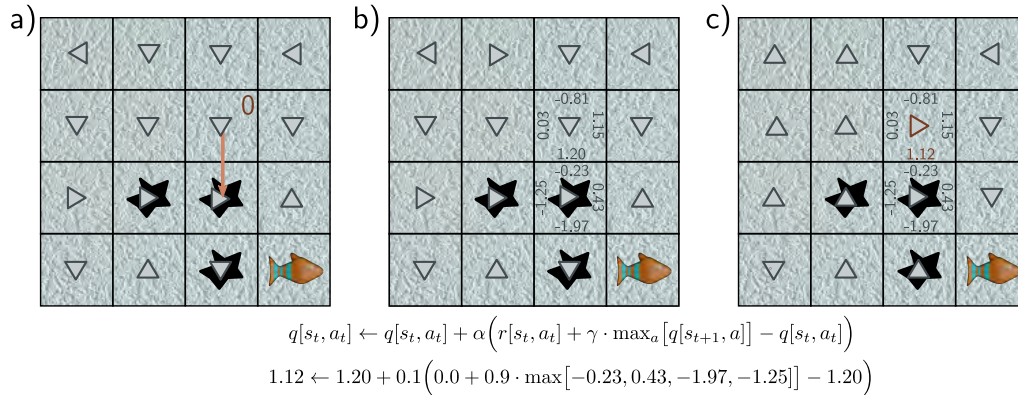 a) b) c)
0
-0.81 -0.81
0.03 1.15 0.03 1.15
1.20 1.12
-0.23 -0.23
-1.25 0.43 -1.25 0.43
-1.97 -1.97
q[s_t, a_t] ← q[s_t, a_t] + α(r[s_t, a_t] + γ · max_a[q[s_{t+1}, a]] − q[s_t, a_t])
1.12 ← 1.20 + 0.1(0.0 + 0.9 · max[−0.23, 0.43, −1.97, −1.25]] − 1.20)